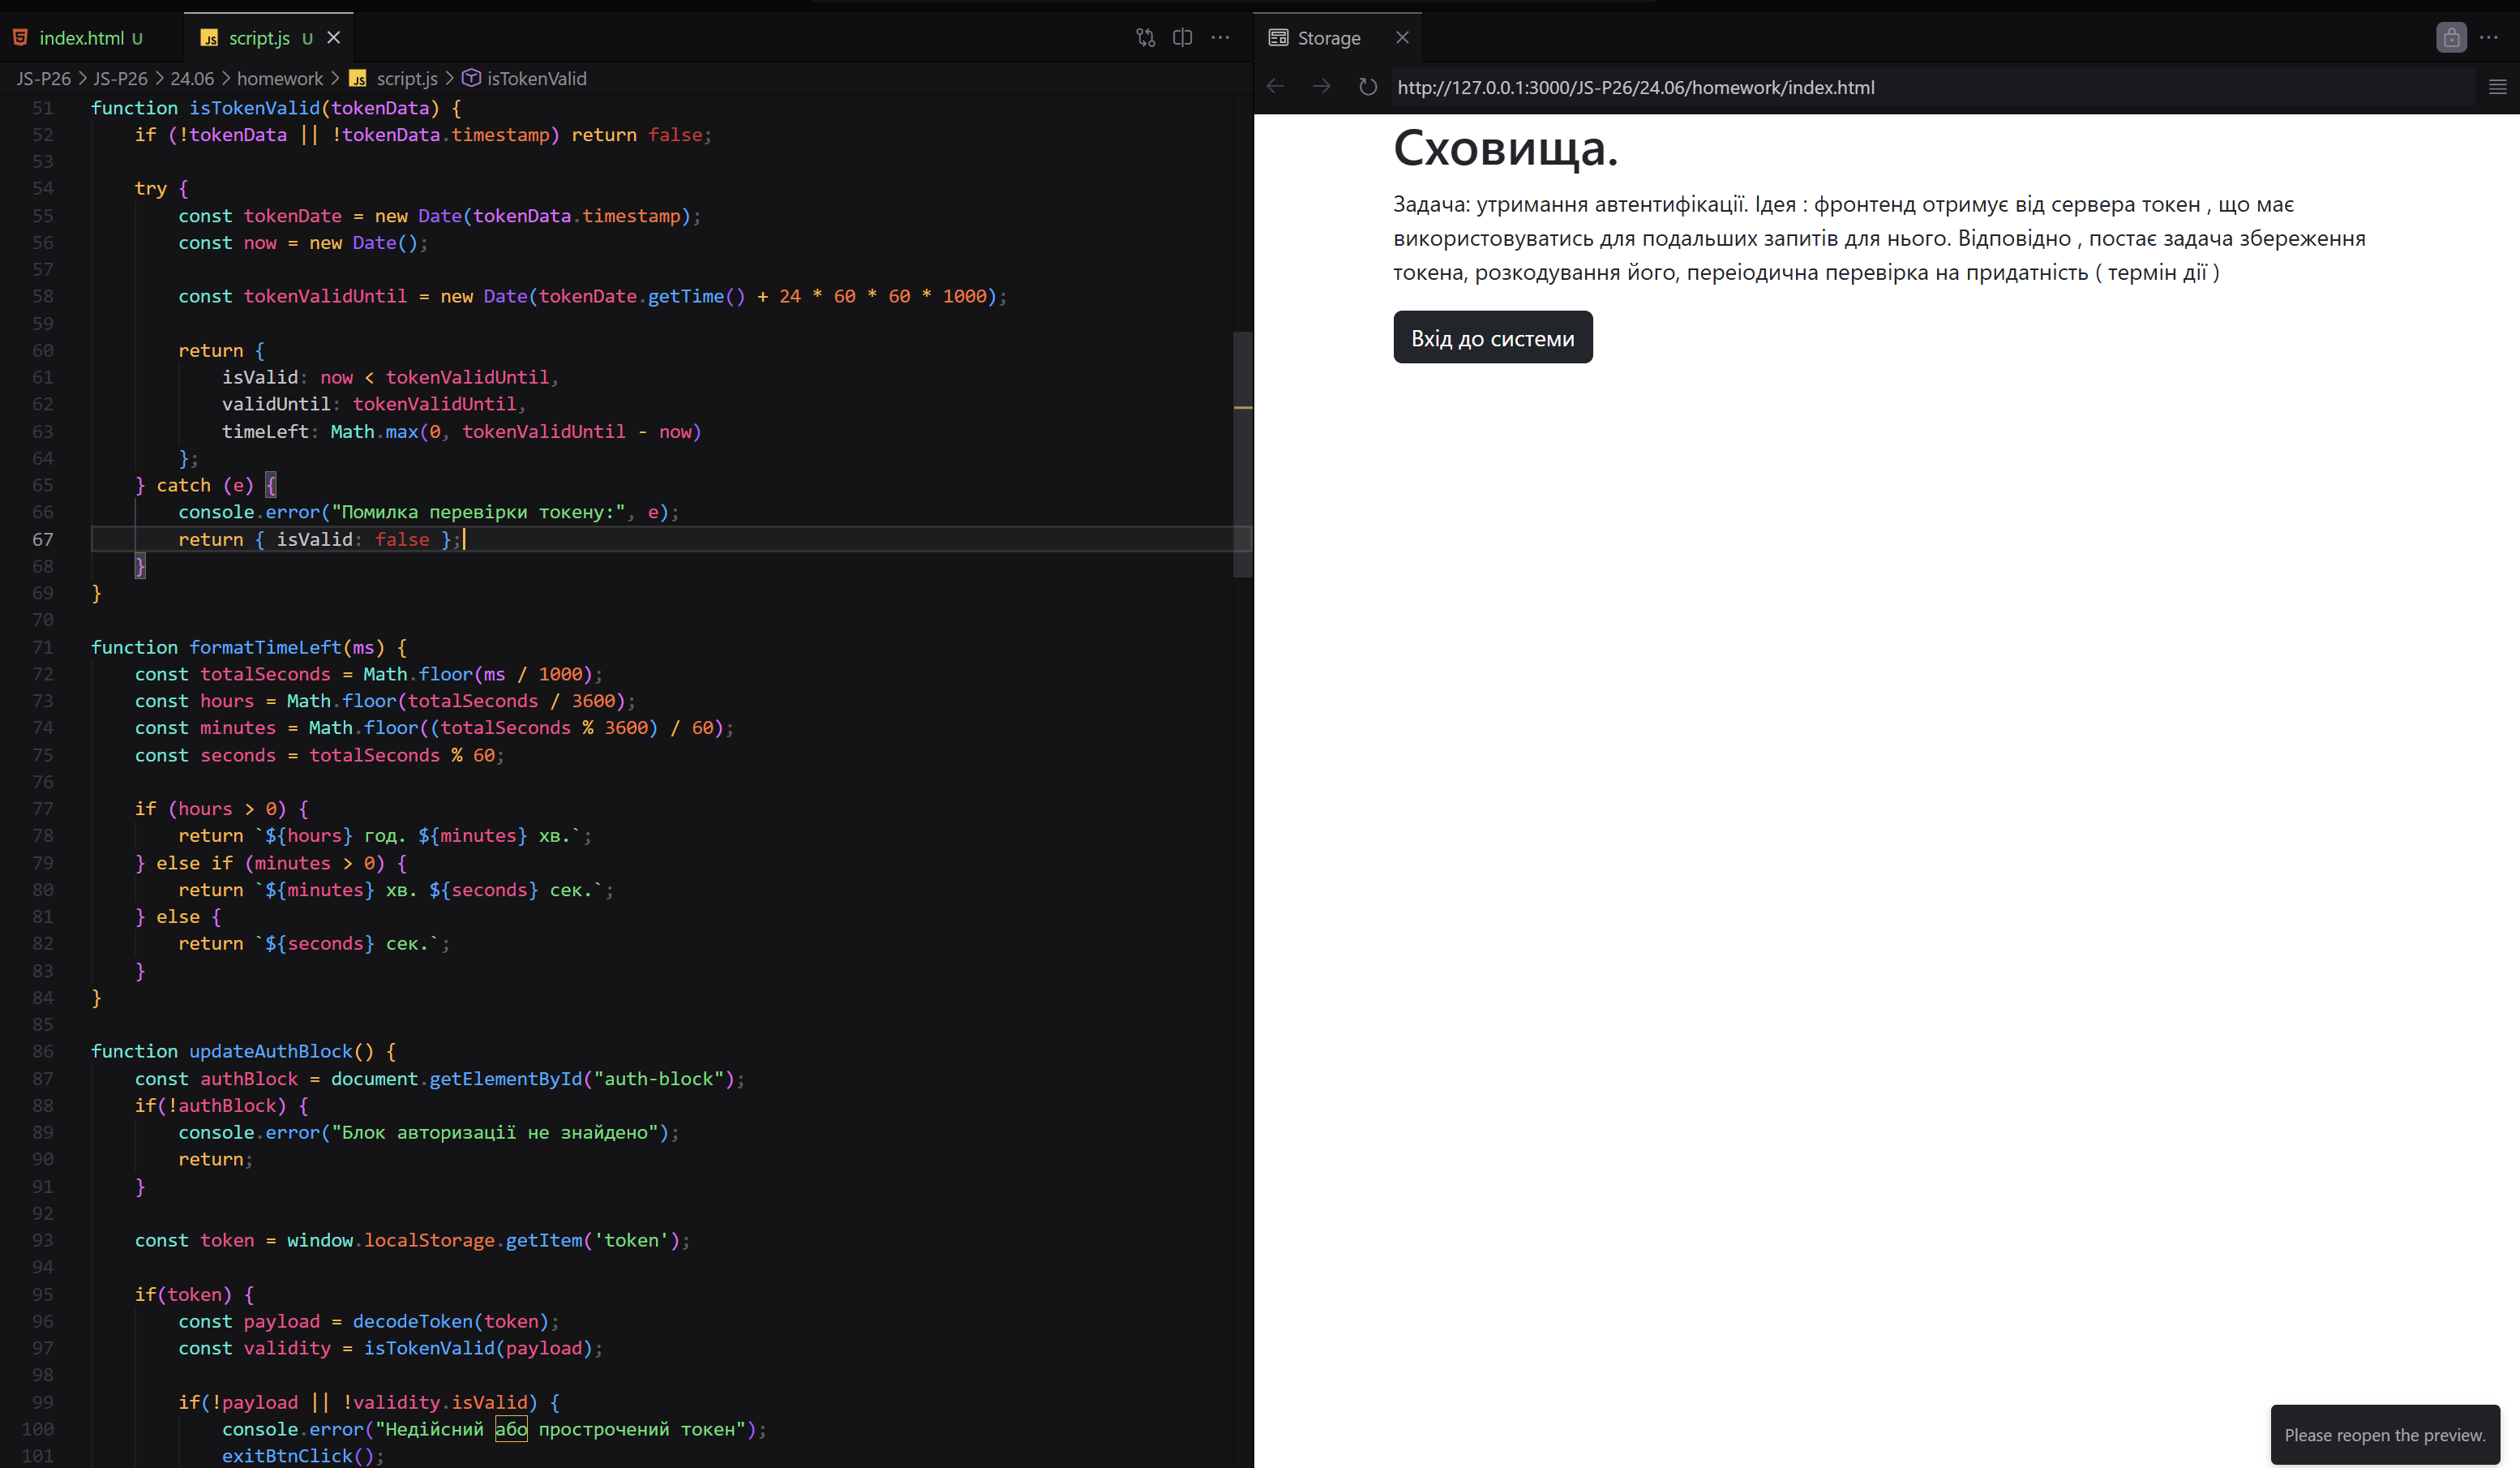 index.html U
script.js U
JS-P26 > JS-P26 > 24.06 > homework > script.js > isTokenValid
51 function isTokenValid(tokenData) {
52 if (!tokenData || !tokenData.timestamp) return false;
53
54 try {
55 const tokenDate = new Date(tokenData.timestamp);
56 const now = new Date();
57
58 const tokenValidUntil = new Date(tokenDate.getTime() + 24 * 60 * 60 * 1000);
59
60 return {
61 isValid: now < tokenValidUntil,
62 validUntil: tokenValidUntil,
63 timeLeft: Math.max(0, tokenValidUntil - now)
64 };
65 } catch (e) {
66 console.error("Помилка перевірки токену:", e);
67 return { isValid: false };
68 }
69 }
70
71 function formatTimeLeft(ms) {
72 const totalSeconds = Math.floor(ms / 1000);
73 const hours = Math.floor(totalSeconds / 3600);
74 const minutes = Math.floor((totalSeconds % 3600) / 60);
75 const seconds = totalSeconds % 60;
76
77 if (hours > 0) {
78 return `${hours} год. ${minutes} хв.`;
79 } else if (minutes > 0) {
80 return `${minutes} хв. ${seconds} сек.`;
81 } else {
82 return `${seconds} сек.`;
83 }
84 }
85
86 function updateAuthBlock() {
87 const authBlock = document.getElementById("auth-block");
88 if(!authBlock) {
89 console.error("Блок авторизації не знайдено");
90 return;
91 }
92
93 const token = window.localStorage.getItem('token');
94
95 if(token) {
96 const payload = decodeToken(token);
97 const validity = isTokenValid(payload);
98
99 if(!payload || !validity.isValid) {
100 console.error("Недійсний або прострочений токен");
101 exitBtnClick();
Storage
http://127.0.0.1:3000/JS-P26/24.06/homework/index.html
Сховища.
Задача: утримання автентифікації. Ідея : фронтенд отримує від сервера токен , що має
використовуватись для подальших запитів для нього. Відповідно , постає задача збереження
токена, розкодування його, переіодична перевірка на придатність ( термін дії )
Вхід до системи
Please reopen the preview.